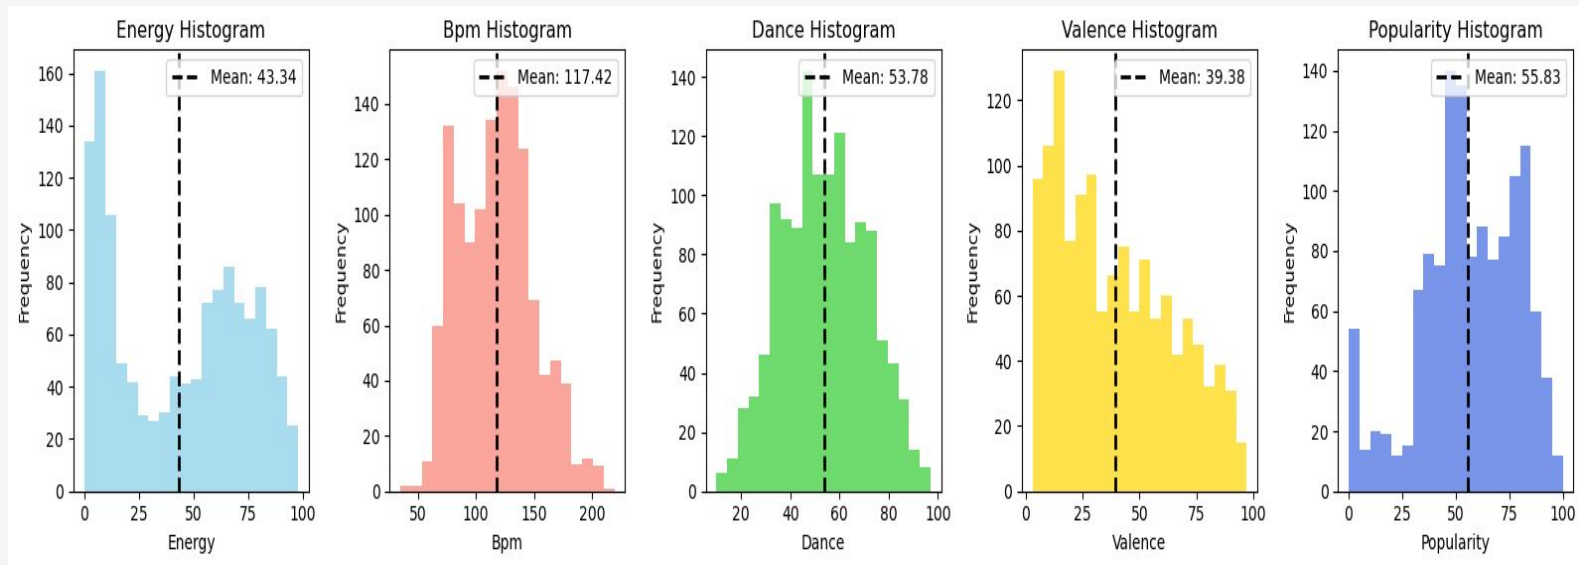 Energy Histogram
Mean: 43.34
160
140
120
100
80
60
40
20
0
Frequency
0 25 50 75 100
Energy
Bpm Histogram
Mean: 117.42
140
120
100
80
60
40
20
0
Frequency
50 100 150 200
Bpm
Dance Histogram
Mean: 53.78
140
120
100
80
60
40
20
0
Frequency
20 40 60 80 100
Dance
Valence Histogram
Mean: 39.38
120
100
80
60
40
20
0
Frequency
0 25 50 75 100
Valence
Popularity Histogram
Mean: 55.83
140
120
100
80
60
40
20
0
Frequency
0 25 50 75 100
Popularity